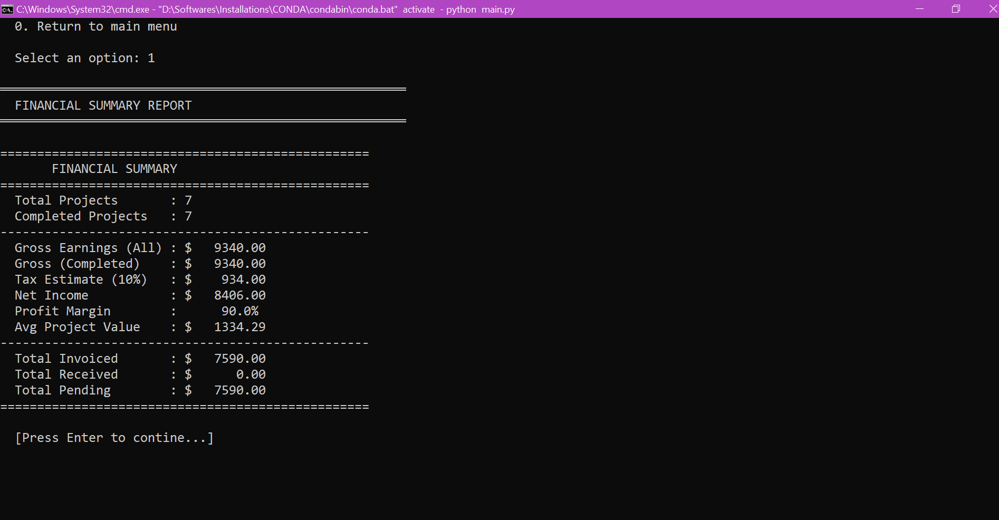 C:\Windows\System32\cmd.exe - "D:\Softwares\Installations\CONDA\condabin\conda.bat"  activate  - python  main.py
0. Return to main menu
Select an option: 1
FINANCIAL SUMMARY REPORT
==================================================
FINANCIAL SUMMARY
==================================================
Total Projects       : 7
Completed Projects   : 7
--------------------------------------------------
Gross Earnings (All) : $   9340.00
Gross (Completed)    : $   9340.00
Tax Estimate (10%)   : $    934.00
Net Income           : $   8406.00
Profit Margin        :      90.0%
Avg Project Value    : $   1334.29
--------------------------------------------------
Total Invoiced       : $   7590.00
Total Received       : $      0.00
Total Pending        : $   7590.00
==================================================
[Press Enter to contine...]